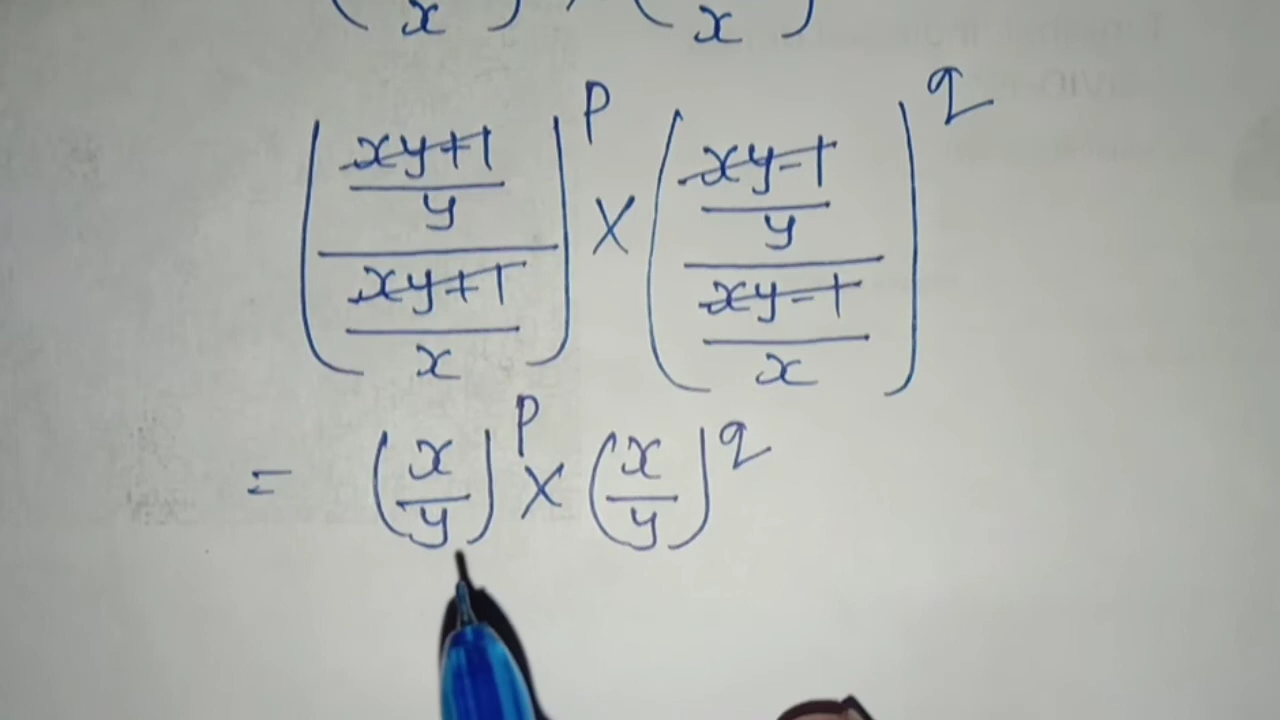 x x
((xy+1)/y / (xy+1)/x)^p × ((xy-1)/y / (xy-1)/x)^q
= (x/y)^p × (x/y)^q